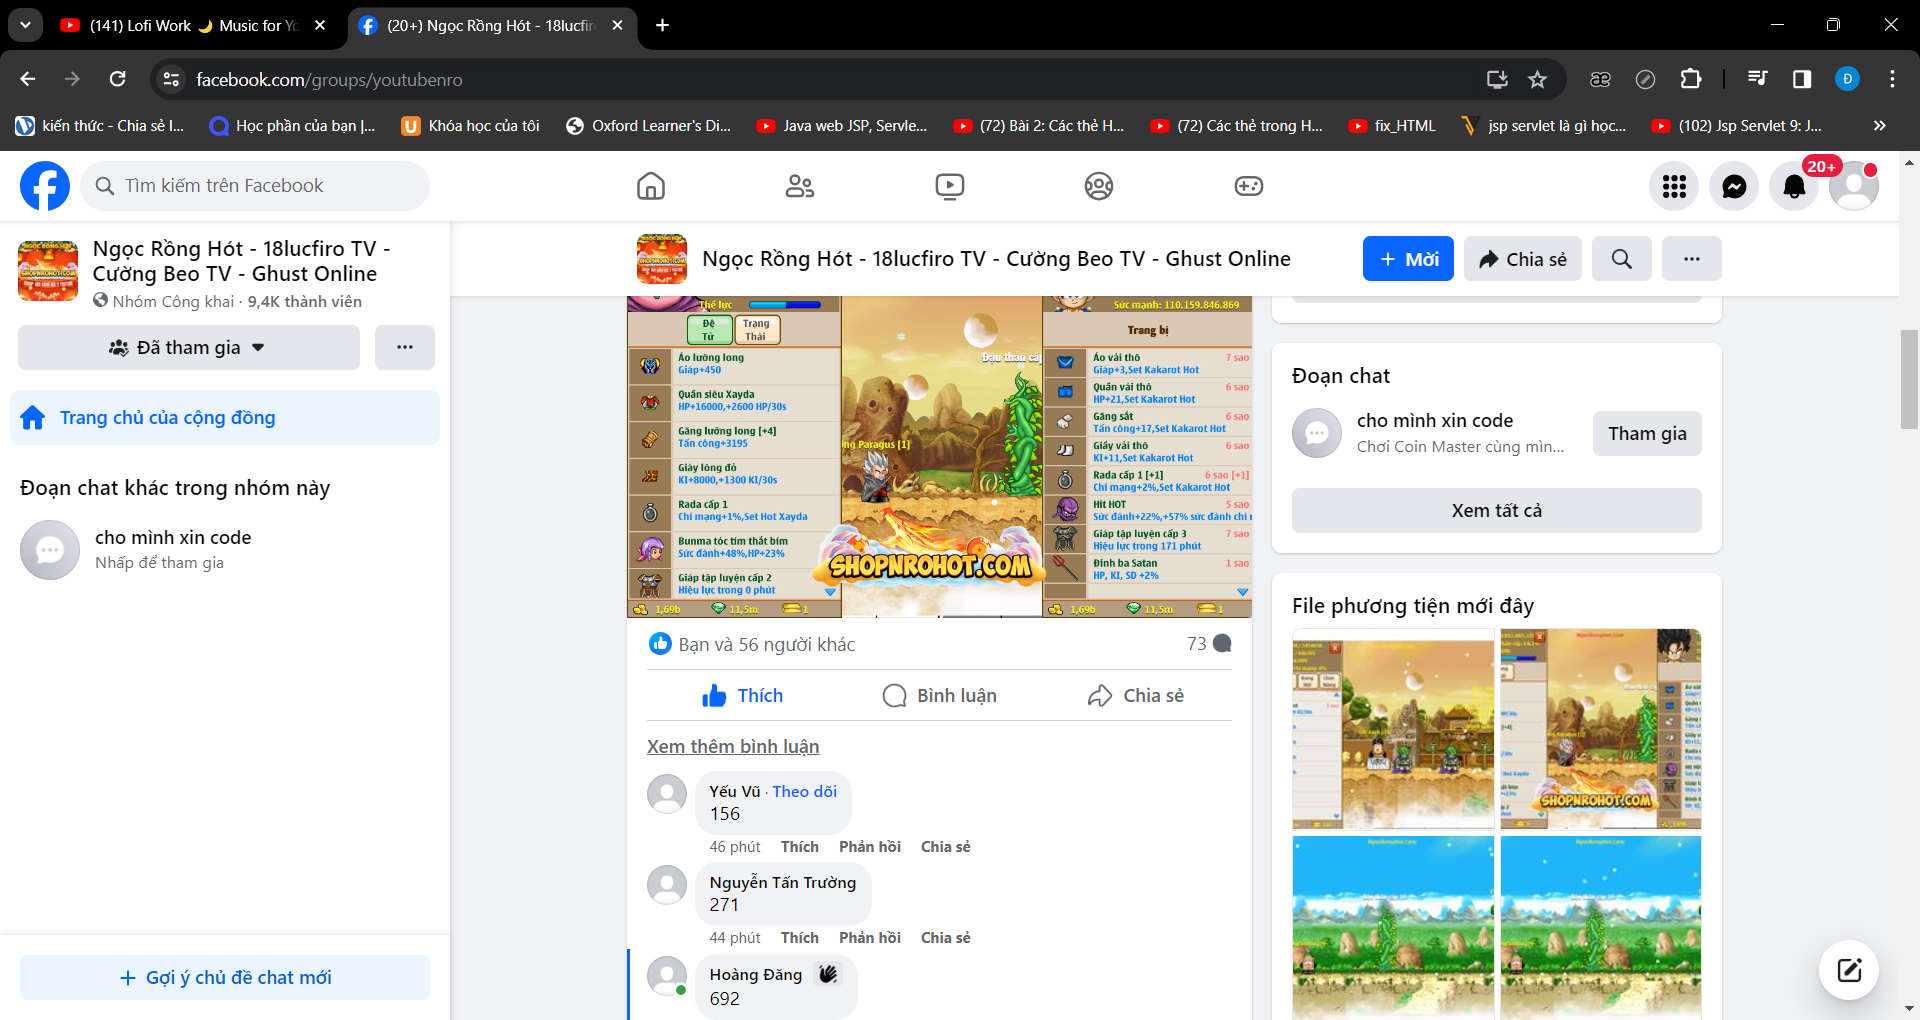 (141) Lofi Work 🌙 Music for Yo
(20+) Ngọc Rồng Hót - 18lucfir
facebook.com/groups/youtubenro
kiến thức - Chia sẻ I...
Học phần của bạn |...
Khóa học của tôi
Oxford Learner's Di...
Java web JSP, Servle...
(72) Bài 2: Các thẻ H...
(72) Các thẻ trong H...
fix_HTML
jsp servlet là gì học...
(102) Jsp Servlet 9: J...
Tìm kiếm trên Facebook
20+
Ngọc Rồng Hót - 18lucfiro TV -
Cường Beo TV - Ghust Online
Nhóm Công khai · 9,4K thành viên
Đã tham gia
Trang chủ của cộng đồng
Đoạn chat khác trong nhóm này
cho mình xin code
Nhấp để tham gia
+ Gợi ý chủ đề chat mới
Ngọc Rồng Hót - 18lucfiro TV - Cường Beo TV - Ghust Online
+ Mời
Chia sẻ
Thể lực
Đệ
Tử
Trạng
Thái
Áo lưỡng long
Giáp+450
Quần siêu Xayda
HP+16000,+2600 HP/30s
Găng lưỡng long [+4]
Tấn công+3195
Giày lông đỏ
KI+8000,+1300 KI/30s
Rada cấp 1
Chí mạng+1%,Set Hot Xayda
Bunma tóc tím thắt bím
Sức đánh+48%,HP+23%
Giáp tập luyện cấp 2
Hiệu lực trong 0 phút
1,69b
11,5m
1
Đậu thần cấ
ng Paragus [1]
SHOPNROHOT.COM
Sức mạnh: 110.159.846.869
Trang bị
Áo vải thô 7 sao
Giáp+3,Set Kakarot Hot
Quần vải thô 6 sao
HP+21,Set Kakarot Hot
Găng sắt 6 sao
Tấn công+17,Set Kakarot Hot
Giầy vải thô 6 sao
KI+11,Set Kakarot Hot
Rada cấp 1 [+1] 6 sao [+1]
Chí mạng+2%,Set Kakarot Hot
Hit HOT 5 sao
Sức đánh+22%,+57% sức đánh chí
Giáp tập luyện cấp 3 7 sao
Hiệu lực trong 171 phút
Đinh ba Satan 1 sao
HP, KI, SD +2%
1,69b
11,5m
1
Bạn và 56 người khác
73
Thích
Bình luận
Chia sẻ
Xem thêm bình luận
Yếu Vũ · Theo dõi
156
46 phút Thích Phản hồi Chia sẻ
Nguyễn Tấn Trường
271
44 phút Thích Phản hồi Chia sẻ
Hoàng Đăng
692
Đoạn chat
cho mình xin code
Chơi Coin Master cùng mìn...
Tham gia
Xem tất cả
File phương tiện mới đây
SHOPNROHOT.COM